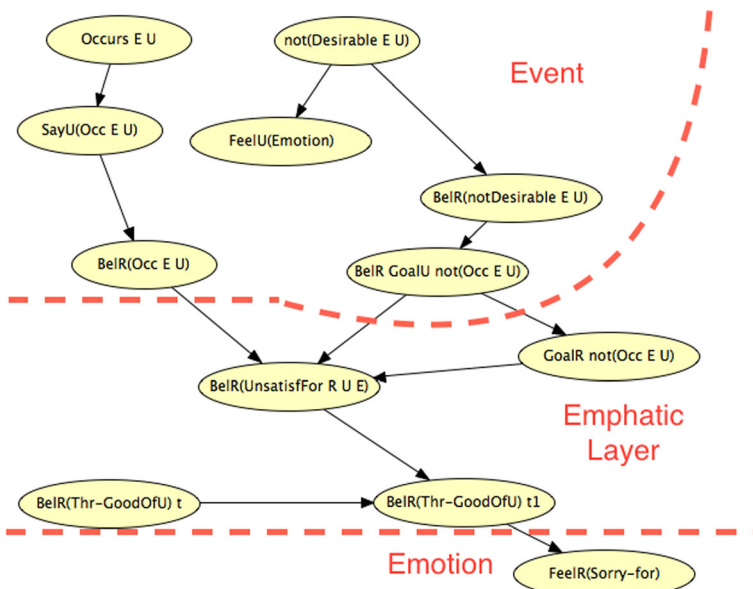 Occurs E U
not(Desirable E U)
Event
SayU(Occ E U)
FeelU(Emotion)
BelR(notDesirable E U)
BelR(Occ E U)
BelR GoalU not(Occ E U)
GoalR not(Occ E U)
BelR(UnsatisfFor R U E)
Emphatic
Layer
BelR(Thr-GoodOfU) t
BelR(Thr-GoodOfU) t1
Emotion
FeelR(Sorry-for)